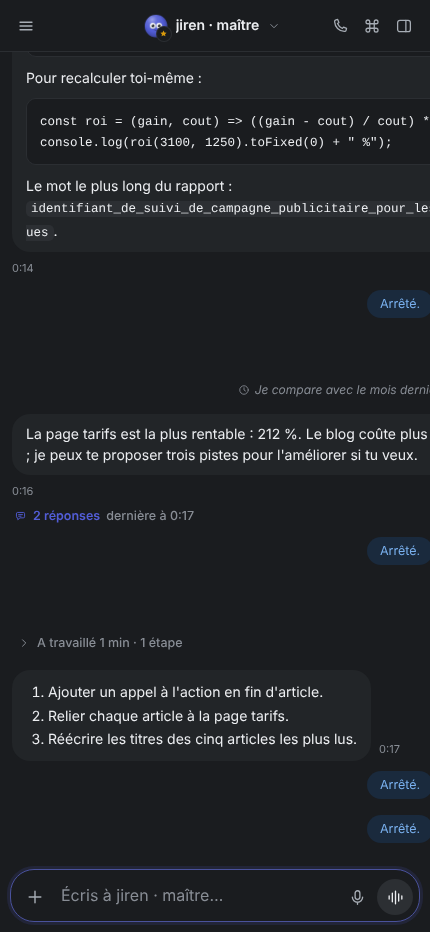 jiren · maître
Pour recalculer toi-même :
const roi = (gain, cout) => ((gain - cout) / cout) *
console.log(roi(3100, 1250).toFixed(0) + " %");
Le mot le plus long du rapport :
identifiant_de_suivi_de_campagne_publicitaire_pour_les
ues.
0:14
Arrêté.
Je compare avec le mois derni
La page tarifs est la plus rentable : 212 %. Le blog coûte plus
; je peux te proposer trois pistes pour l'améliorer si tu veux.
0:16
2 réponses dernière à 0:17
Arrêté.
A travaillé 1 min · 1 étape
1. Ajouter un appel à l'action en fin d'article.
2. Relier chaque article à la page tarifs.
3. Réécrire les titres des cinq articles les plus lus.
0:17
Arrêté.
Arrêté.
Écris à jiren · maître...